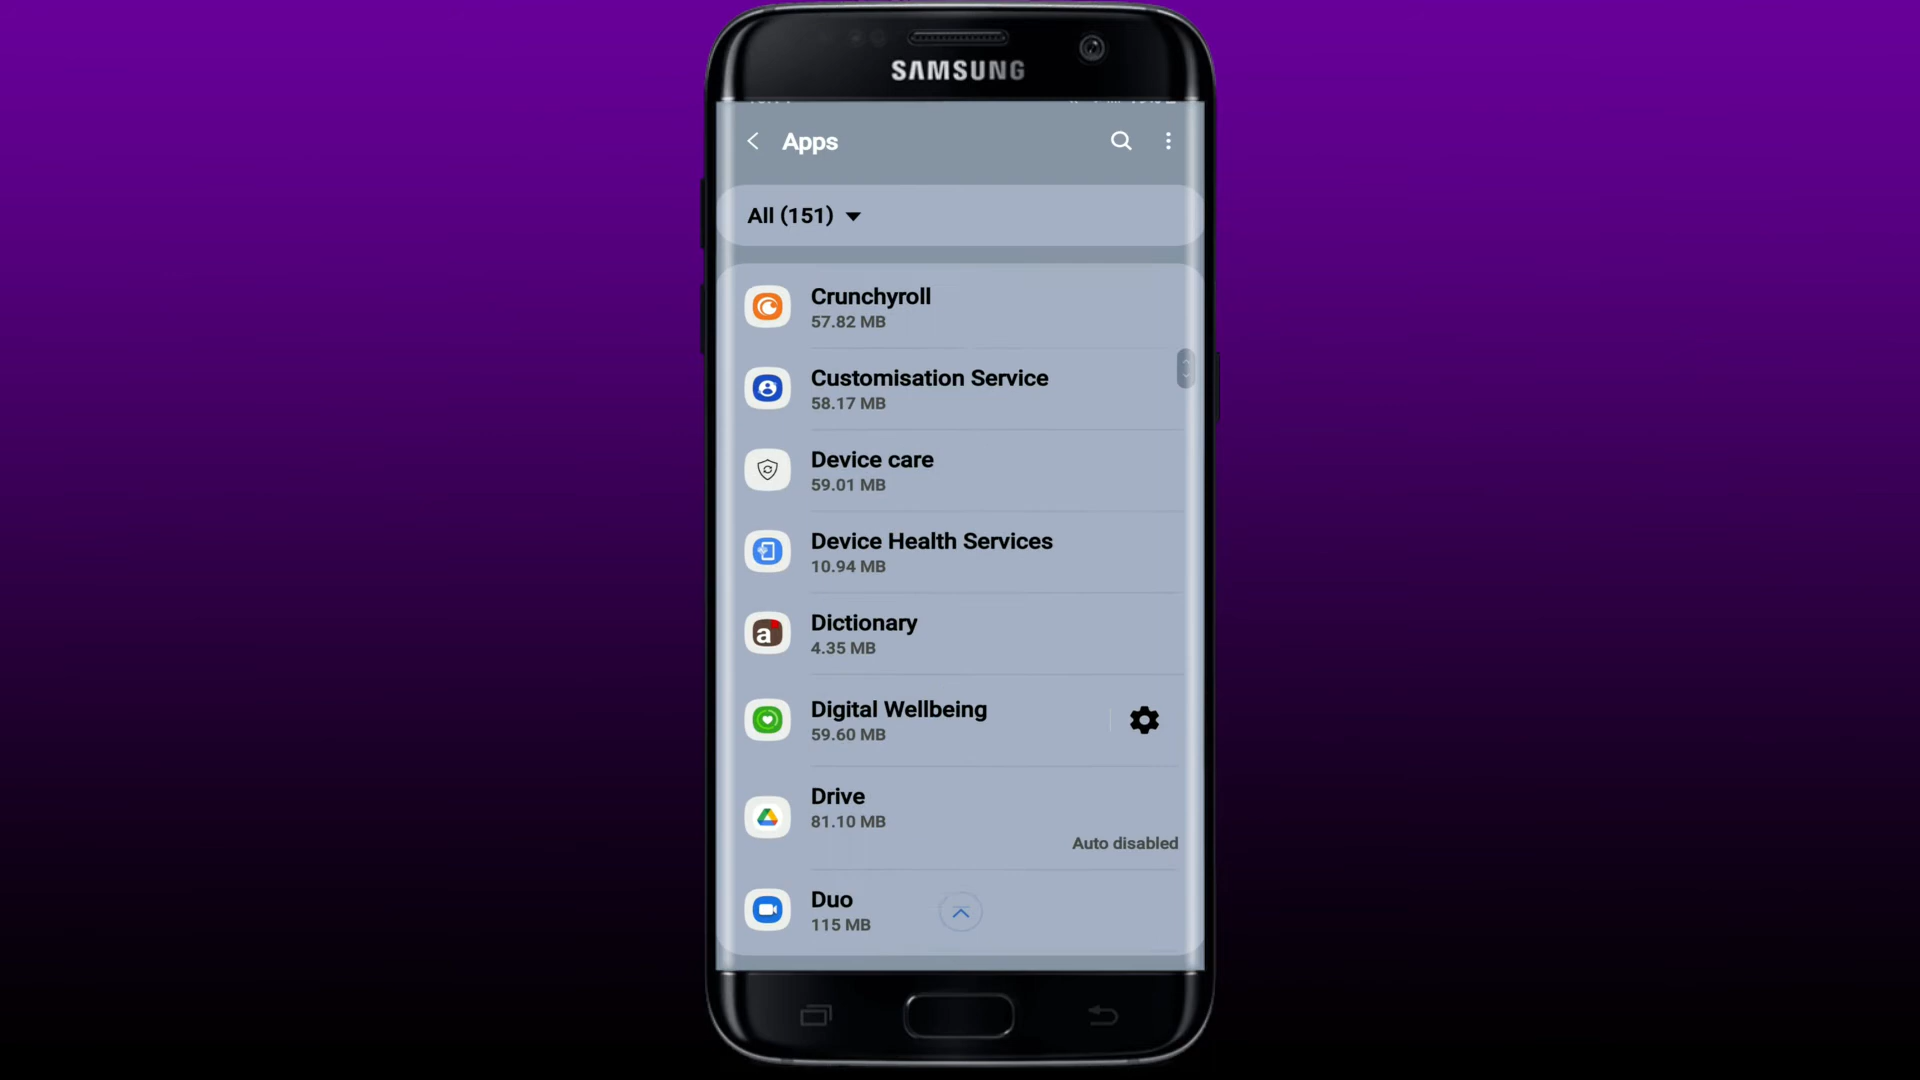 SAMSUNG
Apps
All (151)
Crunchyroll
57.82 MB
Customisation Service
58.17 MB
Device care
59.01 MB
Device Health Services
10.94 MB
Dictionary
4.35 MB
Digital Wellbeing
59.60 MB
Drive
81.10 MB
Auto disabled
Duo
115 MB